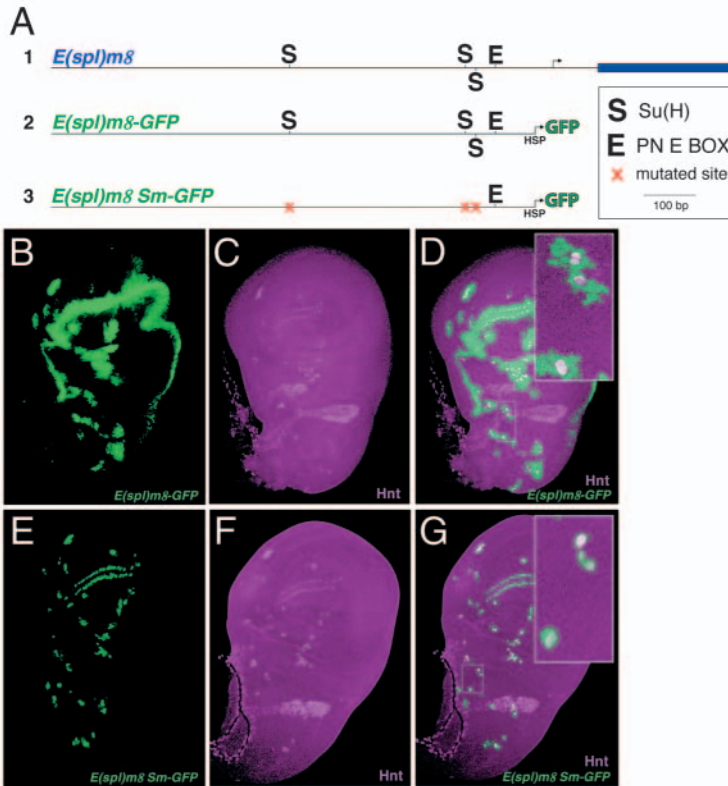 A
1 E(spl)m8 S S E
S
2 E(spl)m8-GFP S S E GFP
S HSP
3 E(spl)m8 Sm-GFP E GFP
HSP
S Su(H)
E PN E BOX
x mutated site
100 bp
B
E(spl)m8-GFP
C
Hnt
D
Hnt
E(spl)m8-GFP
E
E(spl)m8 Sm-GFP
F
Hnt
G
Hnt
E(spl)m8 Sm-GFP